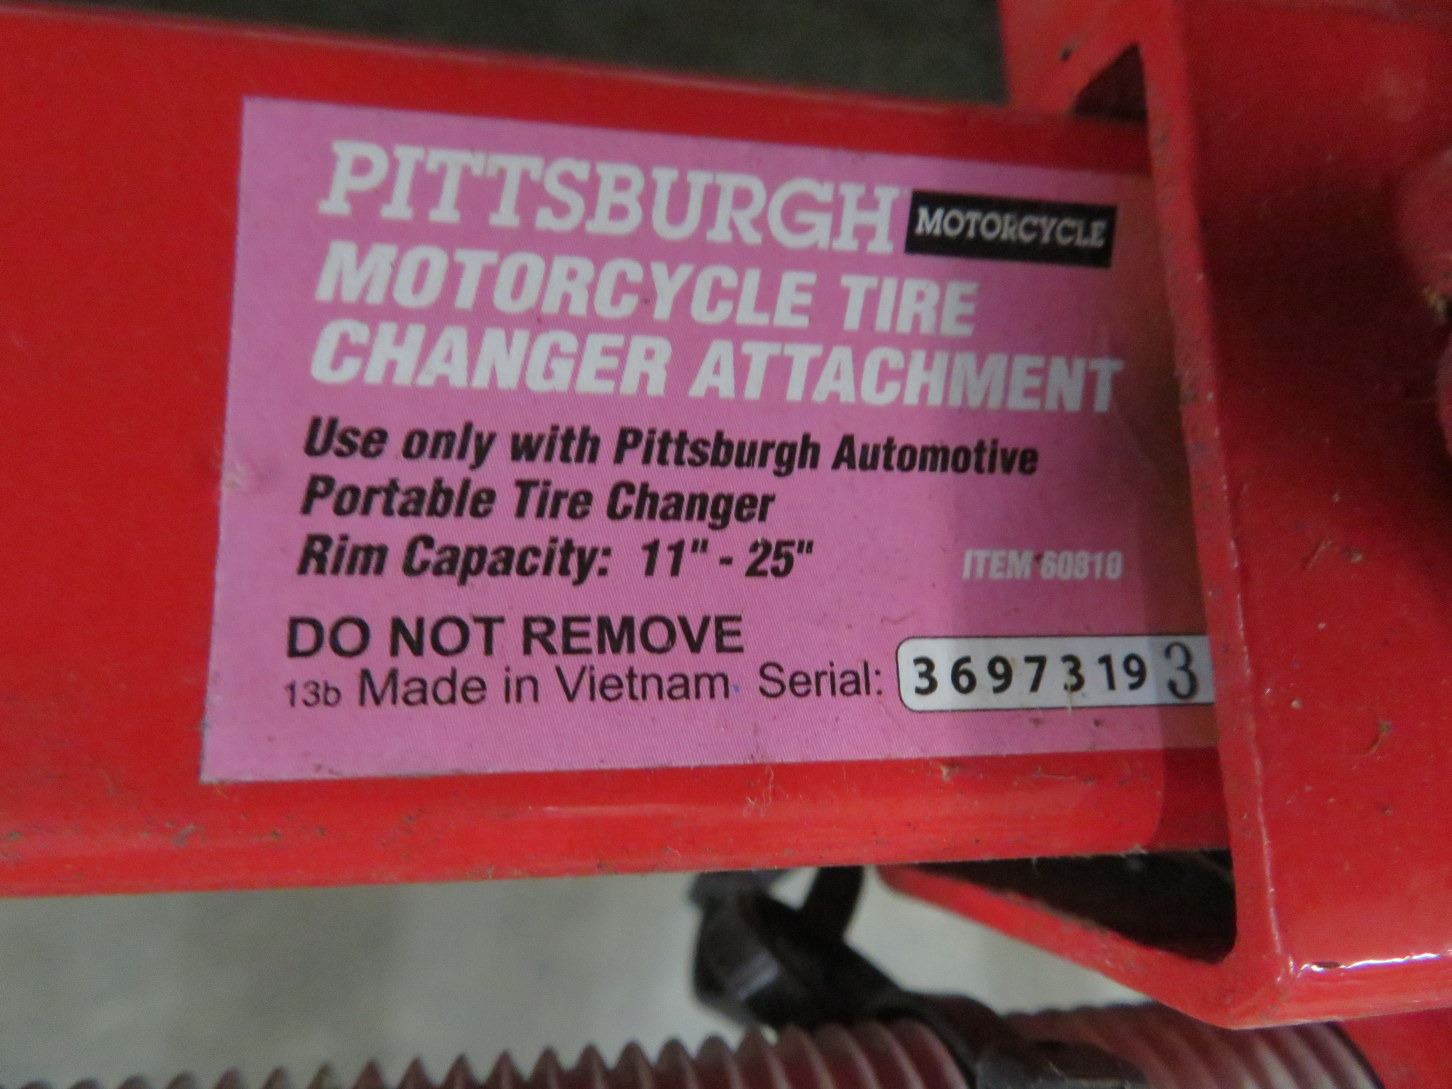 PITTSBURGH MOTORCYCLE
MOTORCYCLE TIRE
CHANGER ATTACHMENT
Use only with Pittsburgh Automotive
Portable Tire Changer
Rim Capacity: 11" - 25"
ITEM 60810
DO NOT REMOVE
13b Made in Vietnam Serial: 36973193